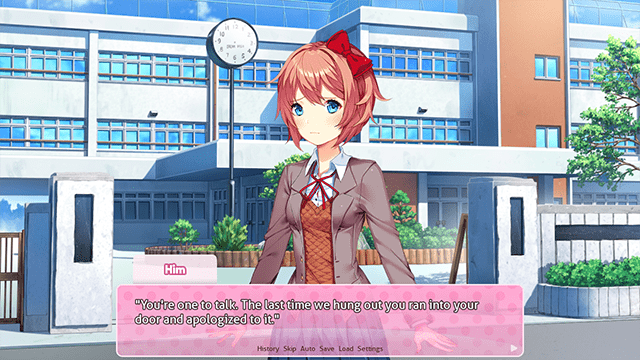 Him
"You're one to talk. The last time we hung out you ran into your
door and apologized to it."
History Skip Auto Save Load Settings